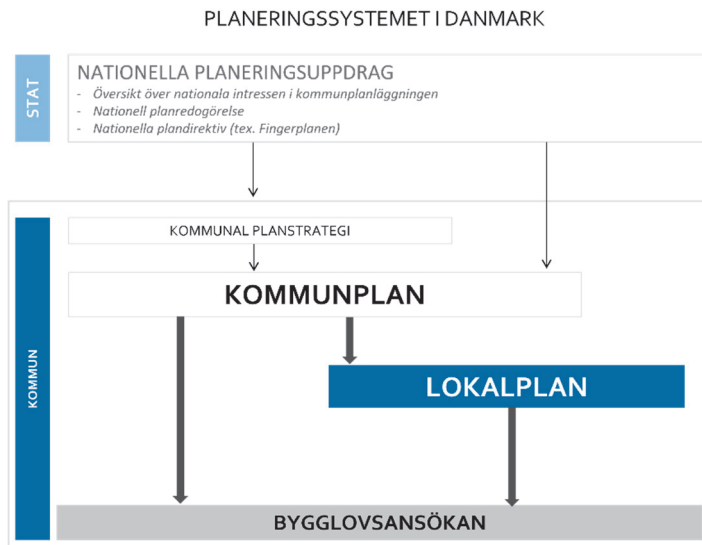 PLANERINGSSYSTEMET I DANMARK
STAT
NATIONELLA PLANERINGSUPPDRAG
- Översikt över nationala intressen i kommunplanläggningen
- Nationell planredogörelse
- Nationella plandirektiv (tex. Fingerplanen)
KOMMUN
KOMMUNAL PLANSTRATEGI
KOMMUNPLAN
LOKALPLAN
BYGGLOVSANSÖKAN